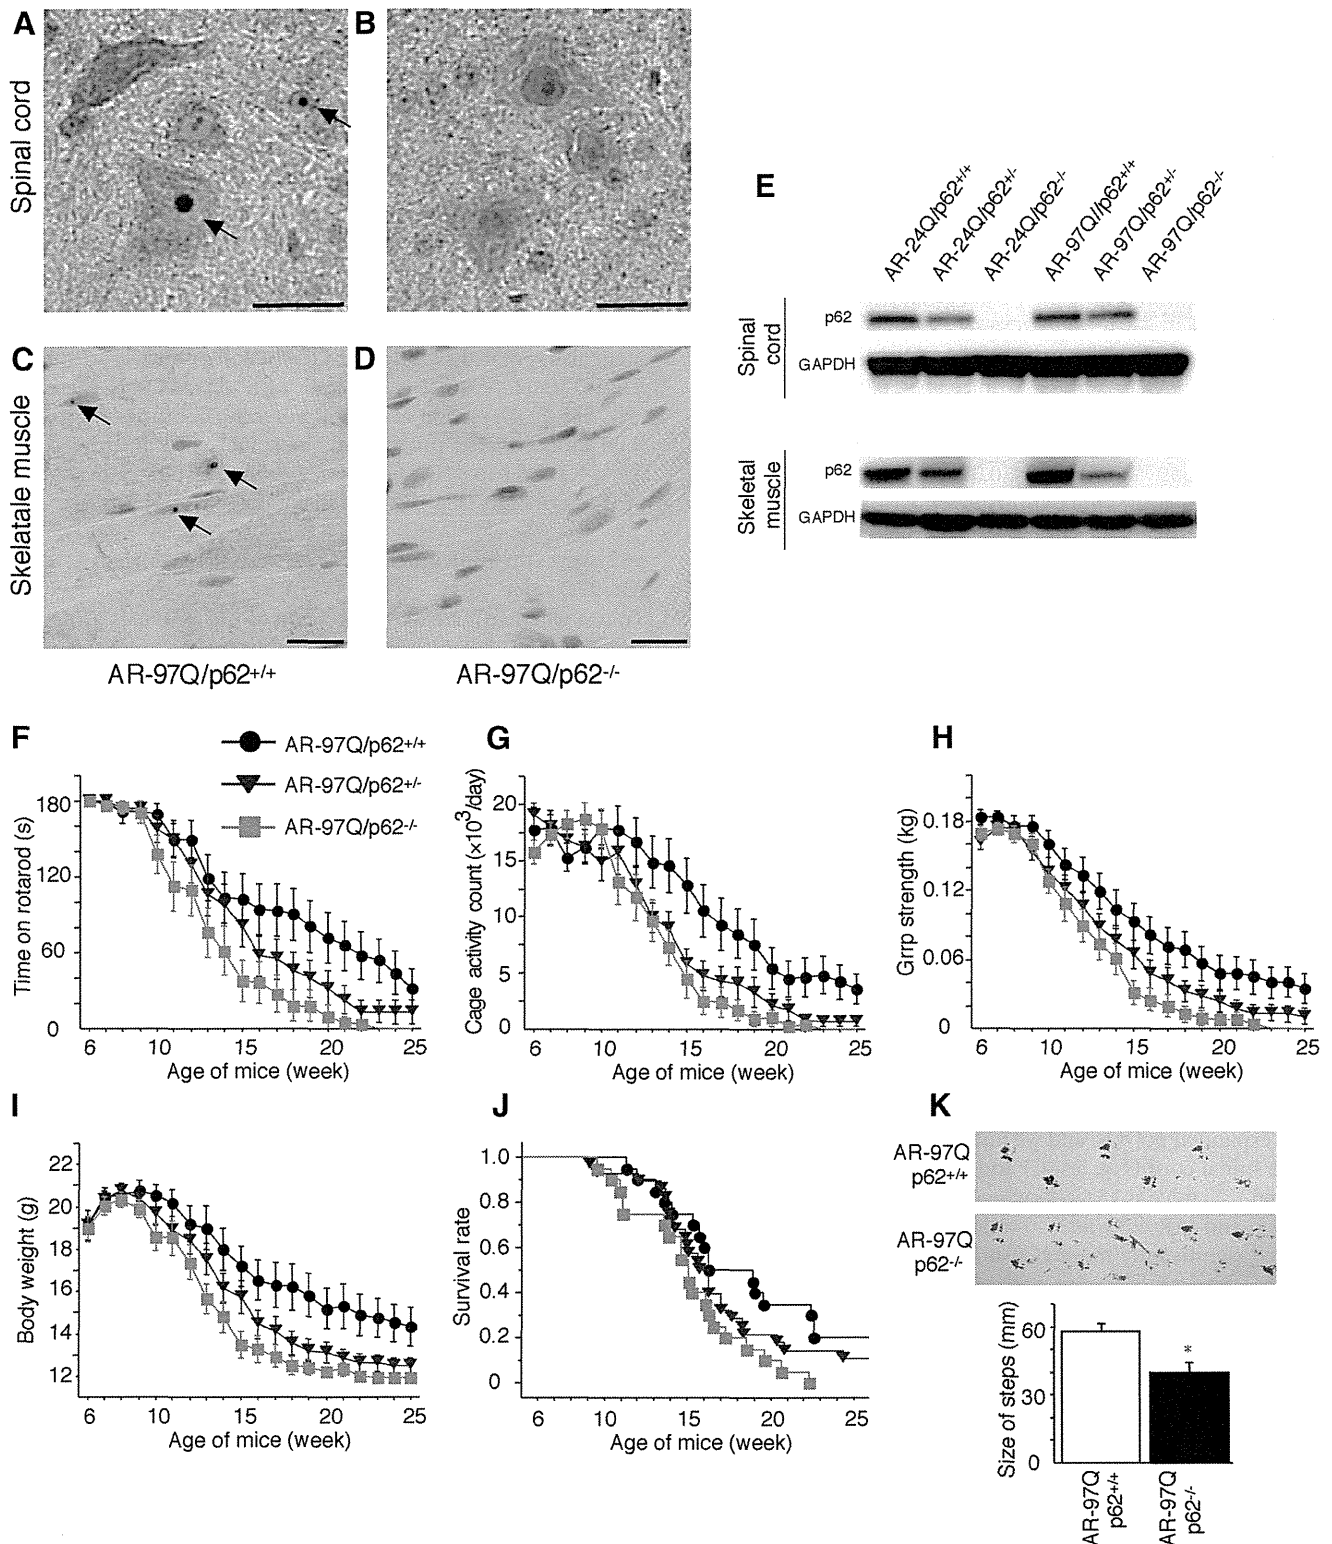 A
B
Spinal cord
C
D
Skelatale muscle
AR-97Q/p62+/+
AR-97Q/p62-/-
E
AR-24Q/p62+/+
AR-24Q/p62+/-
AR-24Q/p62-/-
AR-97Q//p62+/+
AR-97Q/p62+/-
AR-97Q/p62-/-
Spinal cord
p62
GAPDH
Skeletal muscle
p62
GAPDH
F
AR-97Q/p62+/+
AR-97Q/p62+/-
AR-97Q/p62-/-
Time on rotarod (s)
180
120
60
0
6 10 15 20 25
Age of mice (week)
G
Cage activity count (×10³/day)
20
15
10
5
0
6 10 15 20 25
Age of mice (week)
H
Grrp strength (kg)
0.18
0.12
0.06
0
6 10 15 20 25
Age of mice (week)
I
Body weight (g)
22
20
18
16
14
12
6 10 15 20 25
Age of mice (week)
J
Survival rate
1.0
0.8
0.6
0.4
0.2
0
6 10 15 20 25
Age of mice (week)
K
AR-97Q
p62+/+
AR-97Q
p62-/-
Size of steps (mm)
60
30
0
*
AR-97Q
p62+/+
AR-97Q
p62-/-